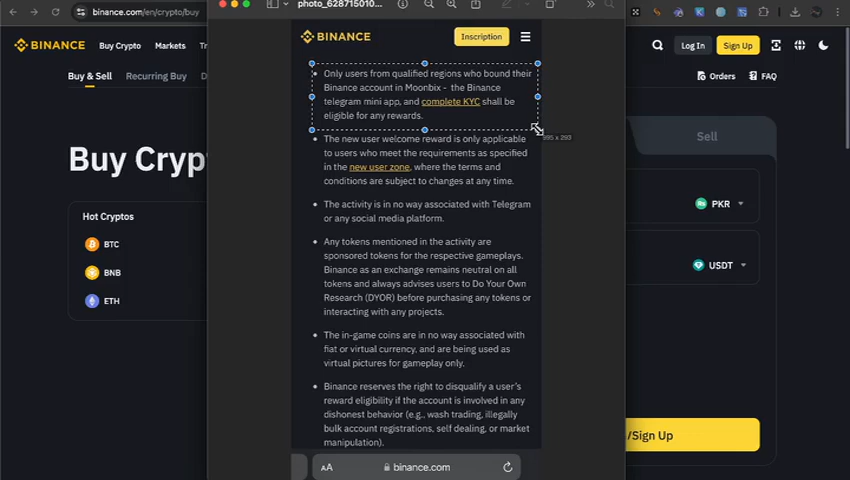 binance.com/en/crypto/buy
photo_628715010...
BINANCE
Buy Crypto
Markets
Log In
Sign Up
Buy & Sell
Recurring Buy
Orders
FAQ
Buy Cryp
Hot Cryptos
BTC
BNB
ETH
BINANCE
Inscription
• Only users from qualified regions who bound their
Binance account in Moonbix - the Binance
telegram mini app, and complete KYC shall be
eligible for any rewards.
• The new user welcome reward is only applicable
to users who meet the requirements as specified
in the new user zone, where the terms and
conditions are subject to changes at any time.
• The activity is in no way associated with Telegram
or any social media platform.
• Any tokens mentioned in the activity are
sponsored tokens for the respective gameplays.
Binance as an exchange remains neutral on all
tokens and always advises users to Do Your Own
Research (DYOR) before purchasing any tokens or
interacting with any projects.
• The in-game coins are in no way associated with
fiat or virtual currency, and are being used as
virtual pictures for gameplay only.
• Binance reserves the right to disqualify a user's
reward eligibility if the account is involved in any
dishonest behavior (e.g., wash trading, illegally
bulk account registrations, self dealing, or market
manipulation).
AA
binance.com
Sell
PKR
USDT
/Sign Up